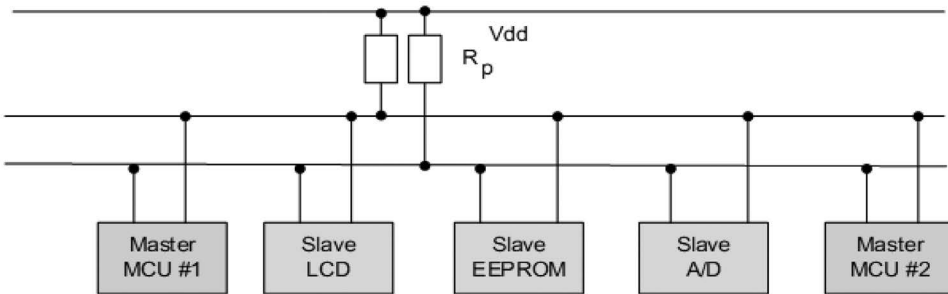 Vdd
R p
Master
MCU #1
Slave
LCD
Slave
EEPROM
Slave
A/D
Master
MCU #2